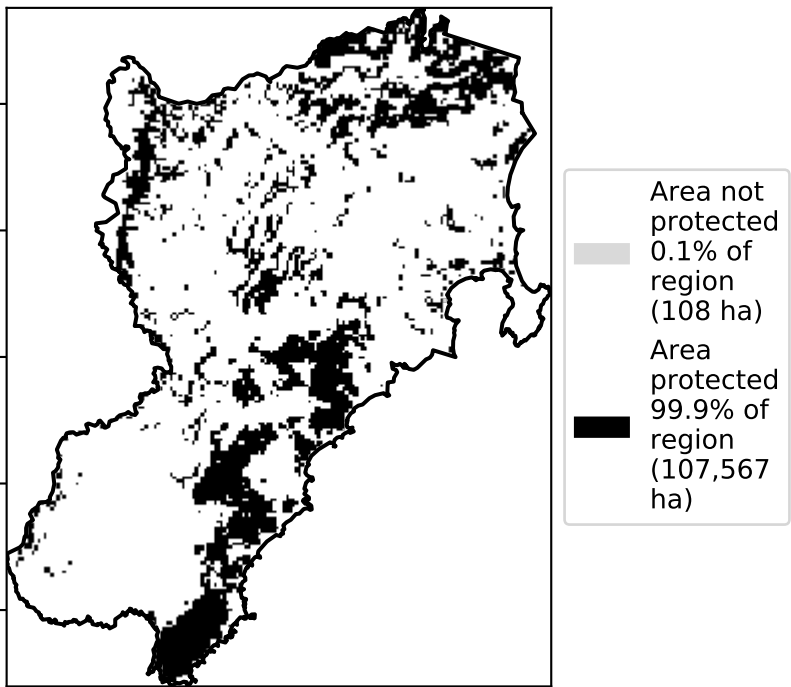 Area not
protected
0.1% of
region
(108 ha)
Area
protected
99.9% of
region
(107,567
ha)